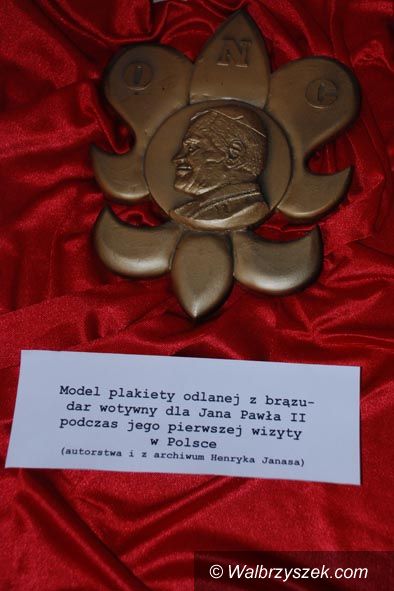 O N C
Model plakiety odlanej z brązu-
dar wotywny dla Jana Pawła II
podczas jego pierwszej wizyty
w Polsce
(autorstwa i z archiwum Henryka Janasa)
© Walbrzyszek.com